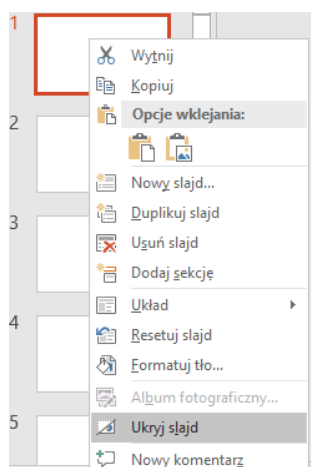 1
Wytnij
Kopiuj
Opcje wklejania:
2
Nowy slajd...
Duplikuj slajd
3
Usuń slajd
Dodaj sekcję
Układ
4
Resetuj slajd
Formatuj tło...
Album fotograficzny...
5
Ukryj slajd
Nowy komentarz